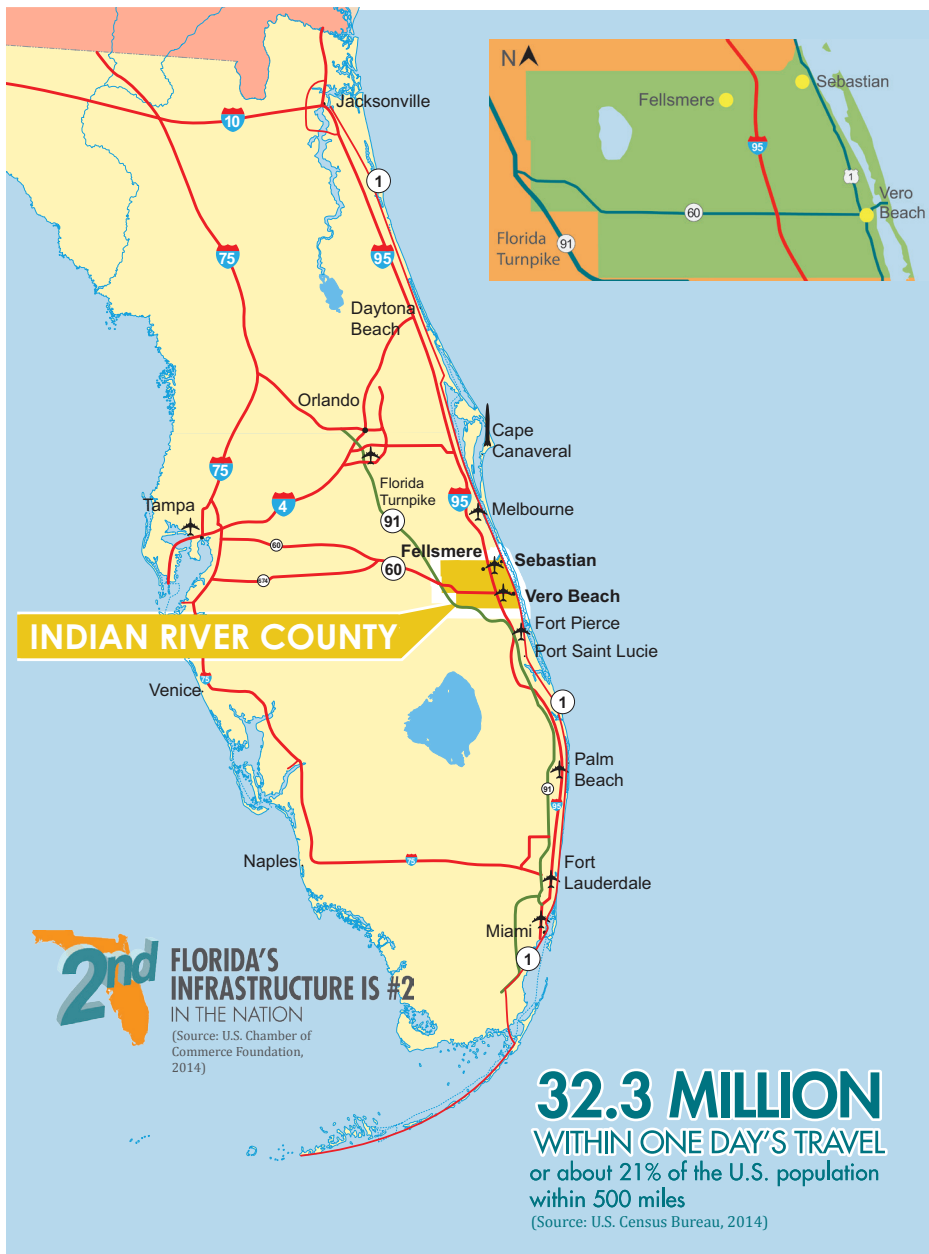 N
Sebastian
Fellsmere
95
1
Vero
Beach
60
Florida
Turnpike
91
Jacksonville
10
1
75
95
Daytona
Beach
Orlando
Cape
Canaveral
75
Florida
Turnpike
95
4
Tampa
91
Melbourne
60
Fellsmere
60
Sebastian
674
Vero Beach
INDIAN RIVER COUNTY
Fort Pierce
Port Saint Lucie
75
Venice
1
Palm
Beach
91
95
Naples
75
Fort
Lauderdale
Miami
1
2nd
FLORIDA'S
INFRASTRUCTURE IS #2
IN THE NATION
(Source: U.S. Chamber of
Commerce Foundation,
2014)
32.3 MILLION
WITHIN ONE DAY'S TRAVEL
or about 21% of the U.S. population
within 500 miles
(Source: U.S. Census Bureau, 2014)